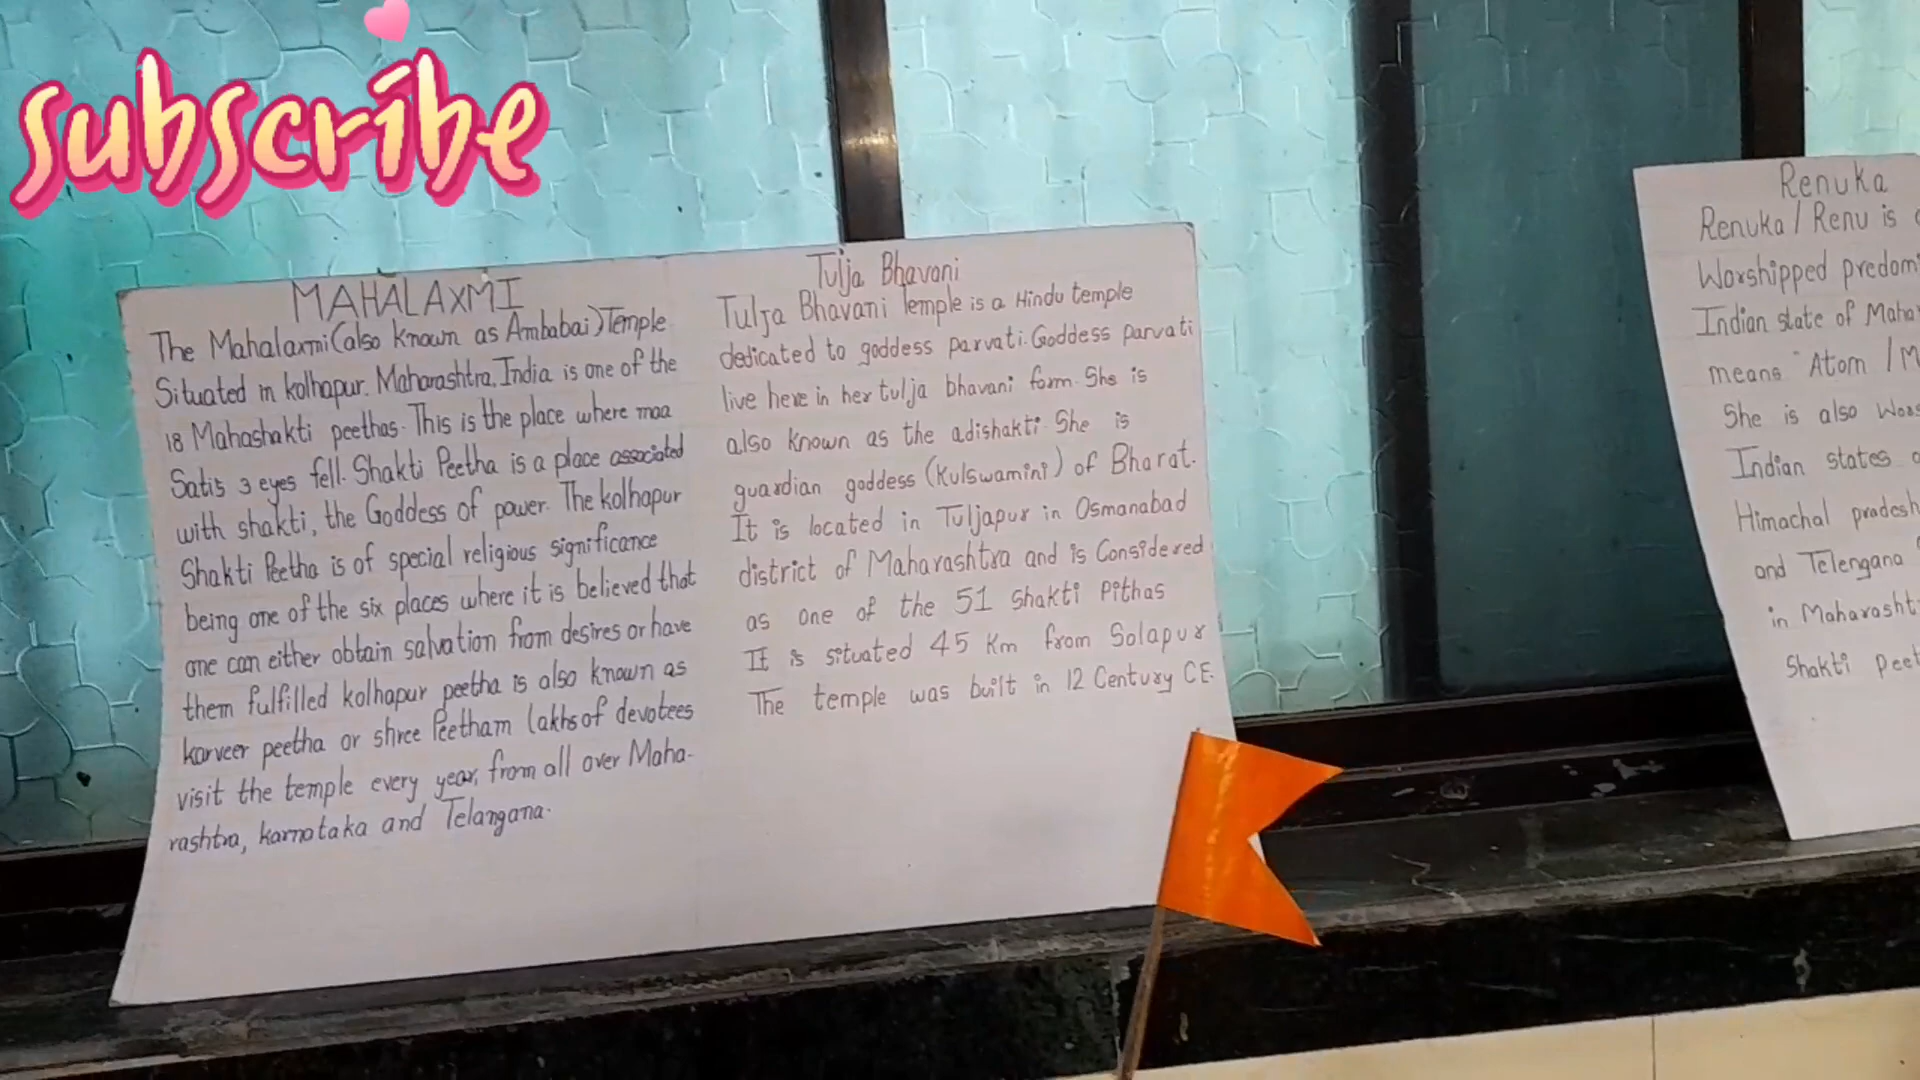 Subscribe
MAHALAXMI
The Mahalaxmi (also known as Ambabai) Temple
Situated in kolhapur. Maharashtra, India is one of the
18 Mahashakti peethas. This is the place where maa
Satis 3 eyes fell. Shakti Peetha is a place associated
with shakti, the Goddess of power. The kolhapur
Shakti Peetha is of special religious significance
being one of the six places where it is believed that
one can either obtain salvation from desires or have
them fulfilled kolhapur peetha is also known as
karveer peetha or shree Peetham lakhs of devotees
visit the temple every year, from all over Maha-
rashtra, karnataka and Telangana.
Tulja Bhavani
Tulja Bhavani Temple is a Hindu temple
dedicated to goddess parvati. Goddess parvati
live here in her tulja bhavani form. She is
also known as the adishakti. She is
guardian goddess (Kulswamini) of Bharat.
It is located in Tuljapur in Osmanabad
district of Maharashtra and is Considered
as one of the 51 Shakti Pithas
It is situated 45 Km from Solapur
The temple was built in 12 Century CE.
Renuka
Renuka / Renu is
Worshipped
Indian state of
means "Atom /
She is also
Indian states
Himachal pradesh
and Telengana
in
Shakti